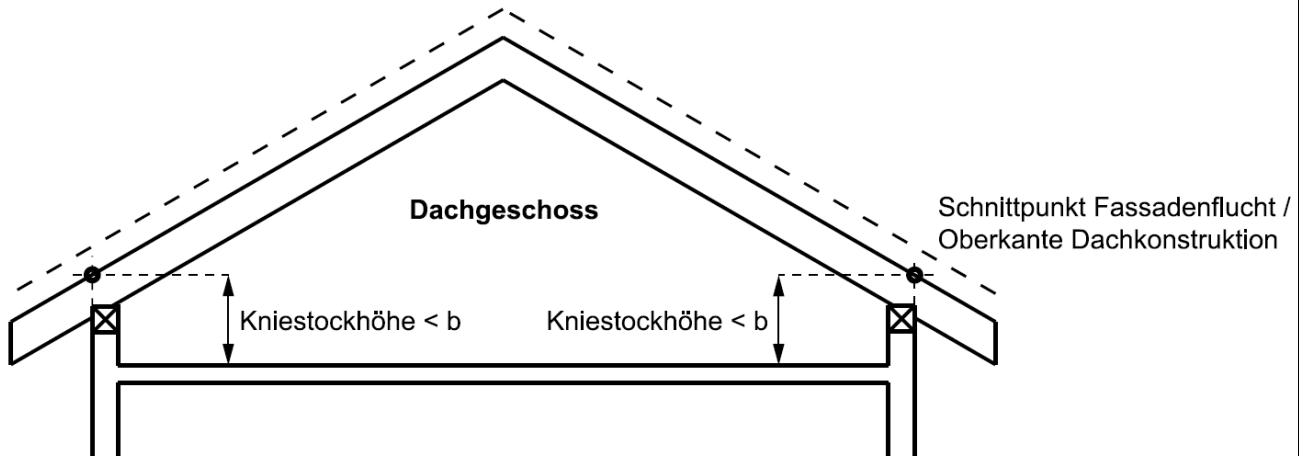 Dachgeschoss
Schnittpunkt Fassadenflucht /
Oberkante Dachkonstruktion
Kniestockhöhe < b
Kniestockhöhe < b